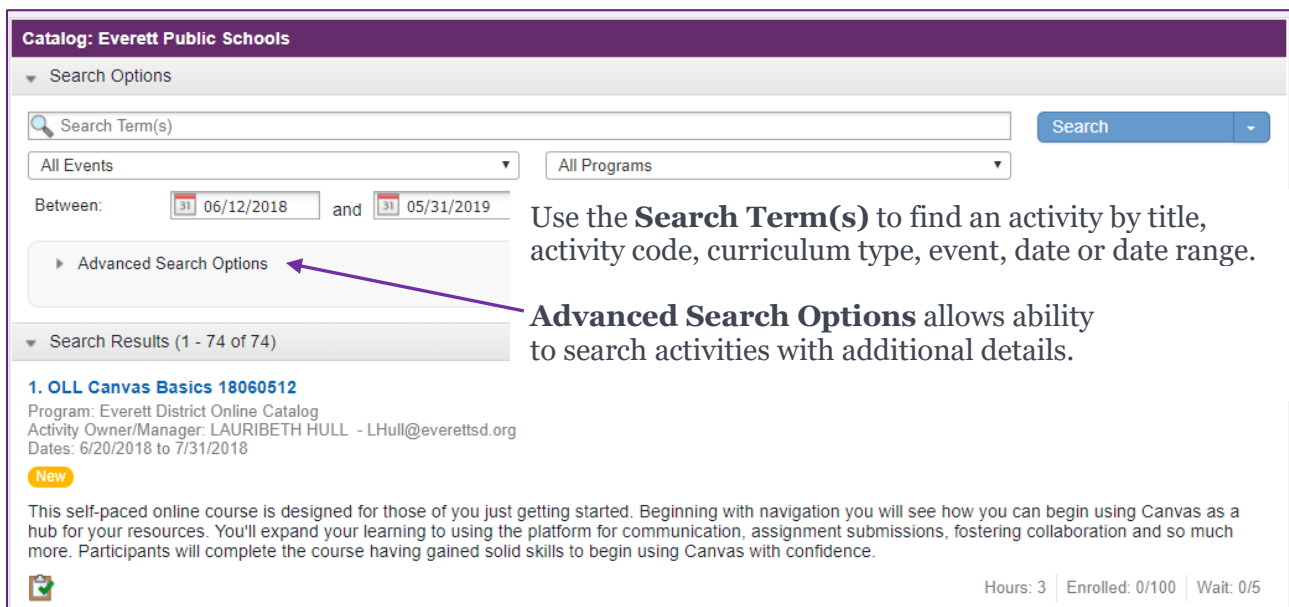 Catalog: Everett Public Schools
Search Options
Search Term(s)
Search
All Events
All Programs
Between: 31 06/12/2018 and 31 05/31/2019
Use the Search Term(s) to find an activity by title,
activity code, curriculum type, event, date or date range.
Advanced Search Options
Advanced Search Options allows ability
to search activities with additional details.
Search Results (1 - 74 of 74)
1. OLL Canvas Basics 18060512
Program: Everett District Online Catalog
Activity Owner/Manager: LAURIBETH HULL - LHull@everettsd.org
Dates: 6/20/2018 to 7/31/2018
New
This self-paced online course is designed for those of you just getting started. Beginning with navigation you will see how you can begin using Canvas as a
hub for your resources. You'll expand your learning to using the platform for communication, assignment submissions, fostering collaboration and so much
more. Participants will complete the course having gained solid skills to begin using Canvas with confidence.
Hours: 3 Enrolled: 0/100 Wait: 0/5